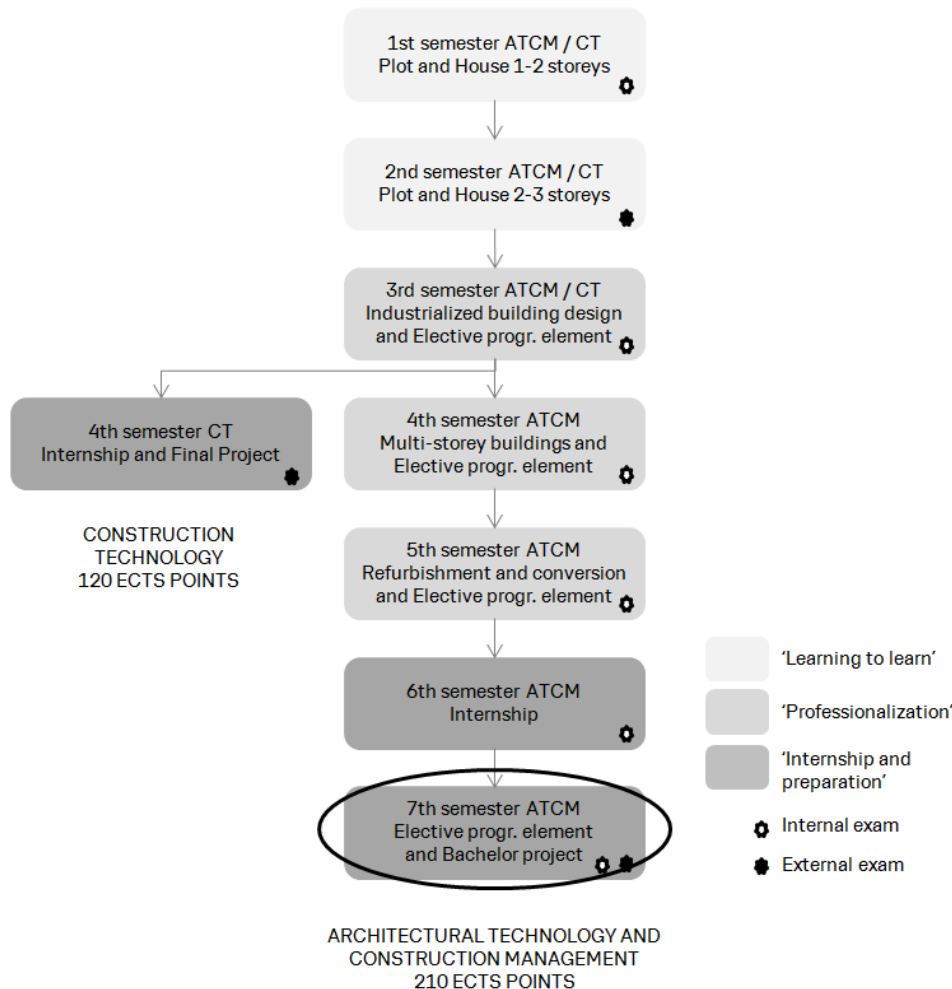 1st semester ATCM / CT
Plot and House 1-2 storeys
2nd semester ATCM / CT
Plot and House 2-3 storeys
3rd semester ATCM / CT
Industrialized building design
and Elective progr. element
4th semester CT
Internship and Final Project
4th semester ATCM
Multi-storey buildings and
Elective progr. element
CONSTRUCTION
TECHNOLOGY
120 ECTS POINTS
5th semester ATCM
Refurbishment and conversion
and Elective progr. element
6th semester ATCM
Internship
7th semester ATCM
Elective progr. element
and Bachelor project
ARCHITECTURAL TECHNOLOGY AND
CONSTRUCTION MANAGEMENT
210 ECTS POINTS
‘Learning to learn’
‘Professionalization’
‘Internship and
preparation’
Internal exam
External exam